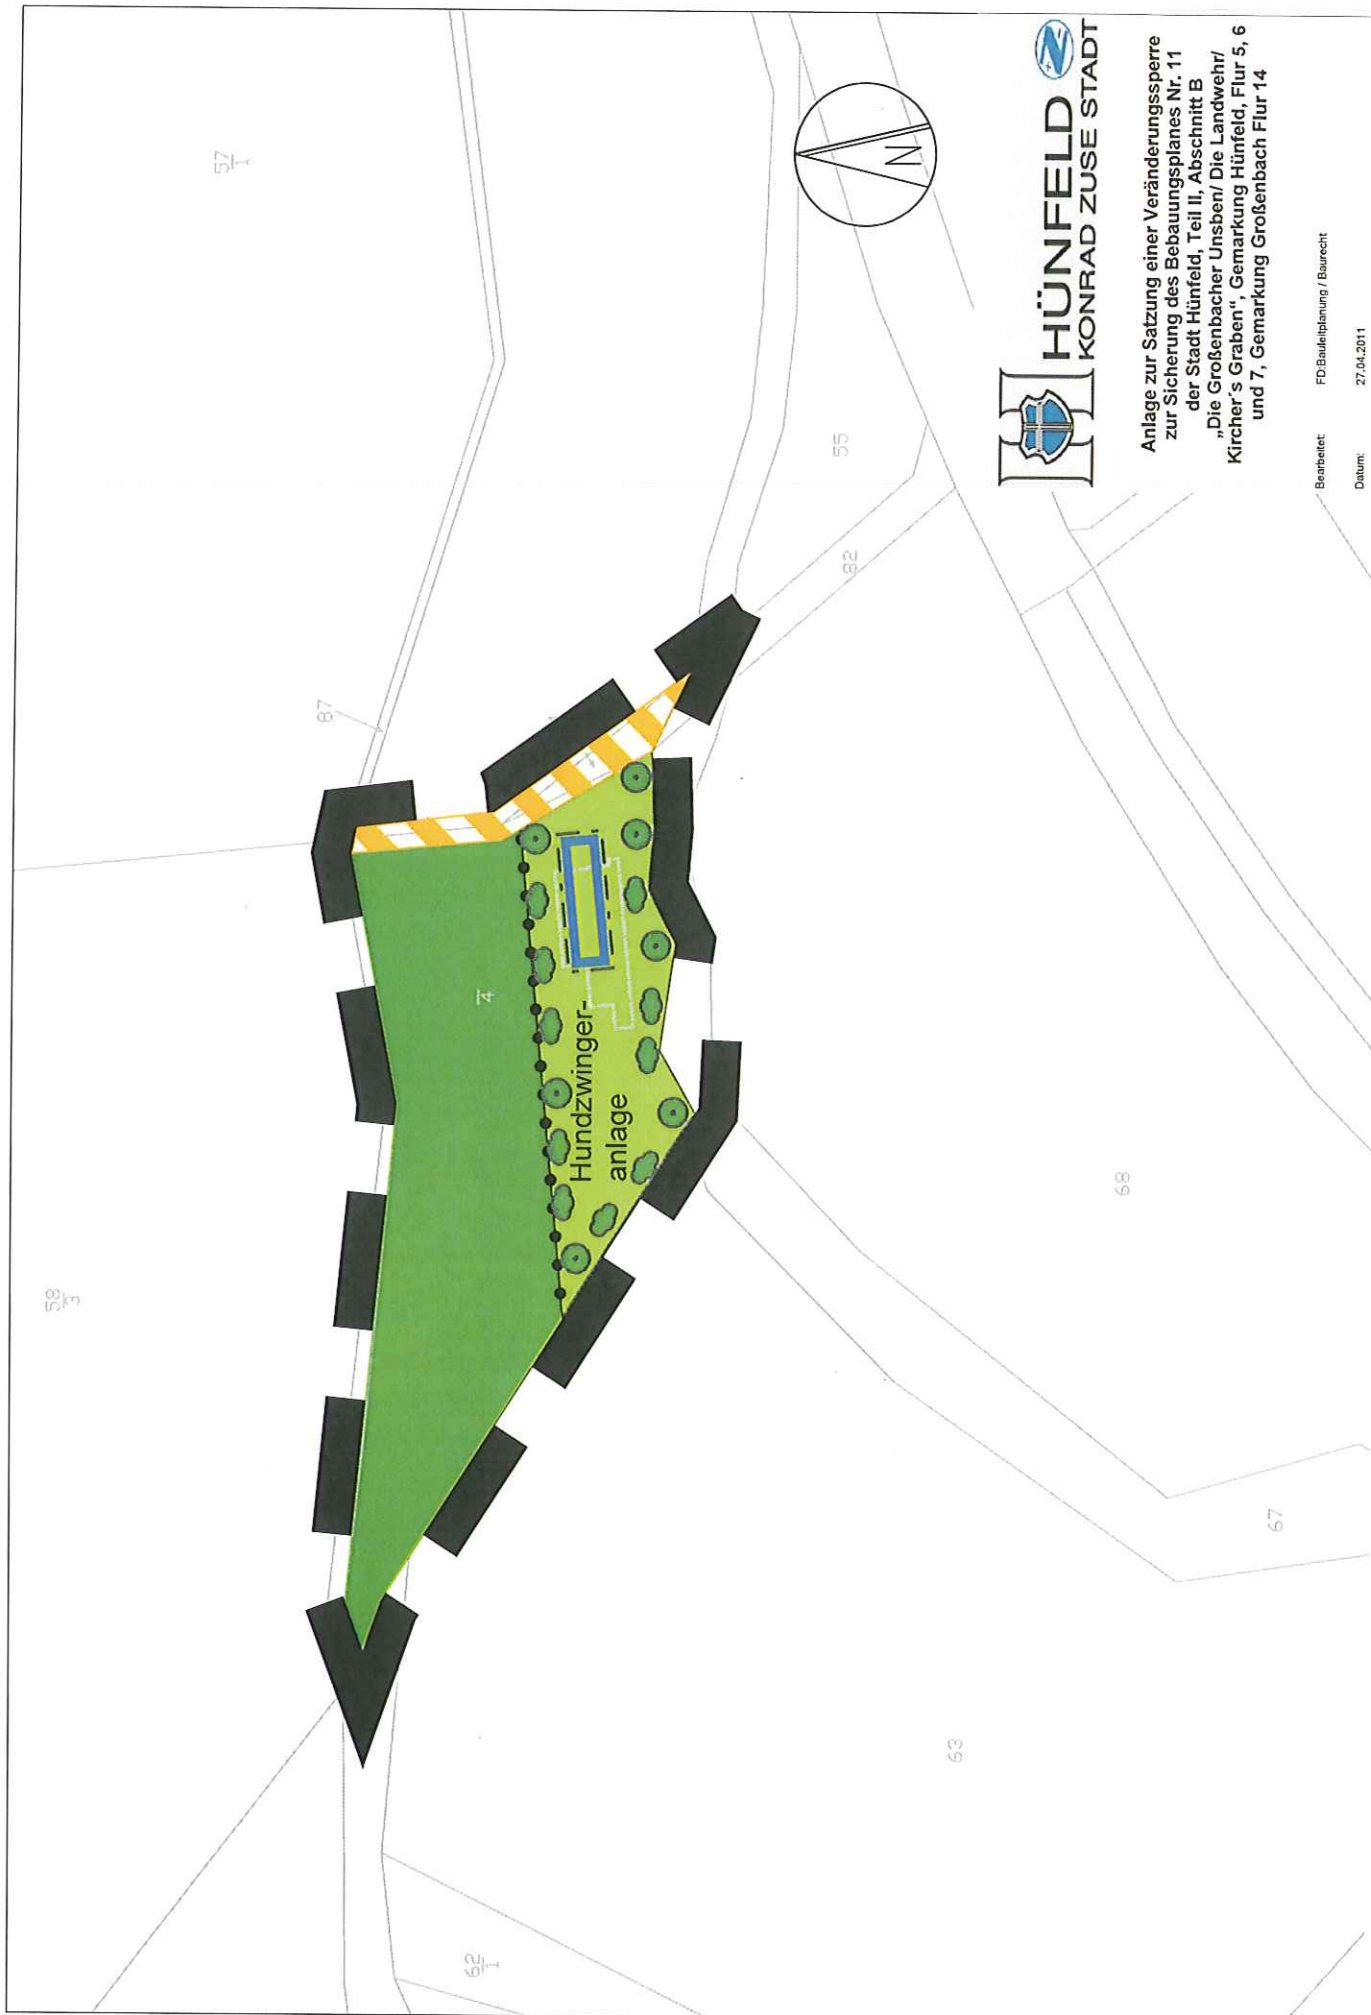 HÜNFELD
KONRAD ZUSE STADT
Anlage zur Satzung einer Veränderungssperre
zur Sicherung des Bebauungsplanes Nr. 11
der Stadt Hünfeld, Teil II, Abschnitt B
„Die Großenbacher Unsben/ Die Landwehr/
Kircher´s Graben“, Gemarkung Hünfeld, Flur 5, 6
und 7, Gemarkung Großenbach Flur 14
Bearbeitet: FD:Bauleitplanung / Baurecht
Datum: 27.04.2011
N
Hundzwinger-
anlage
57
1
87
55
82
4
58
3
68
67
63
62
1